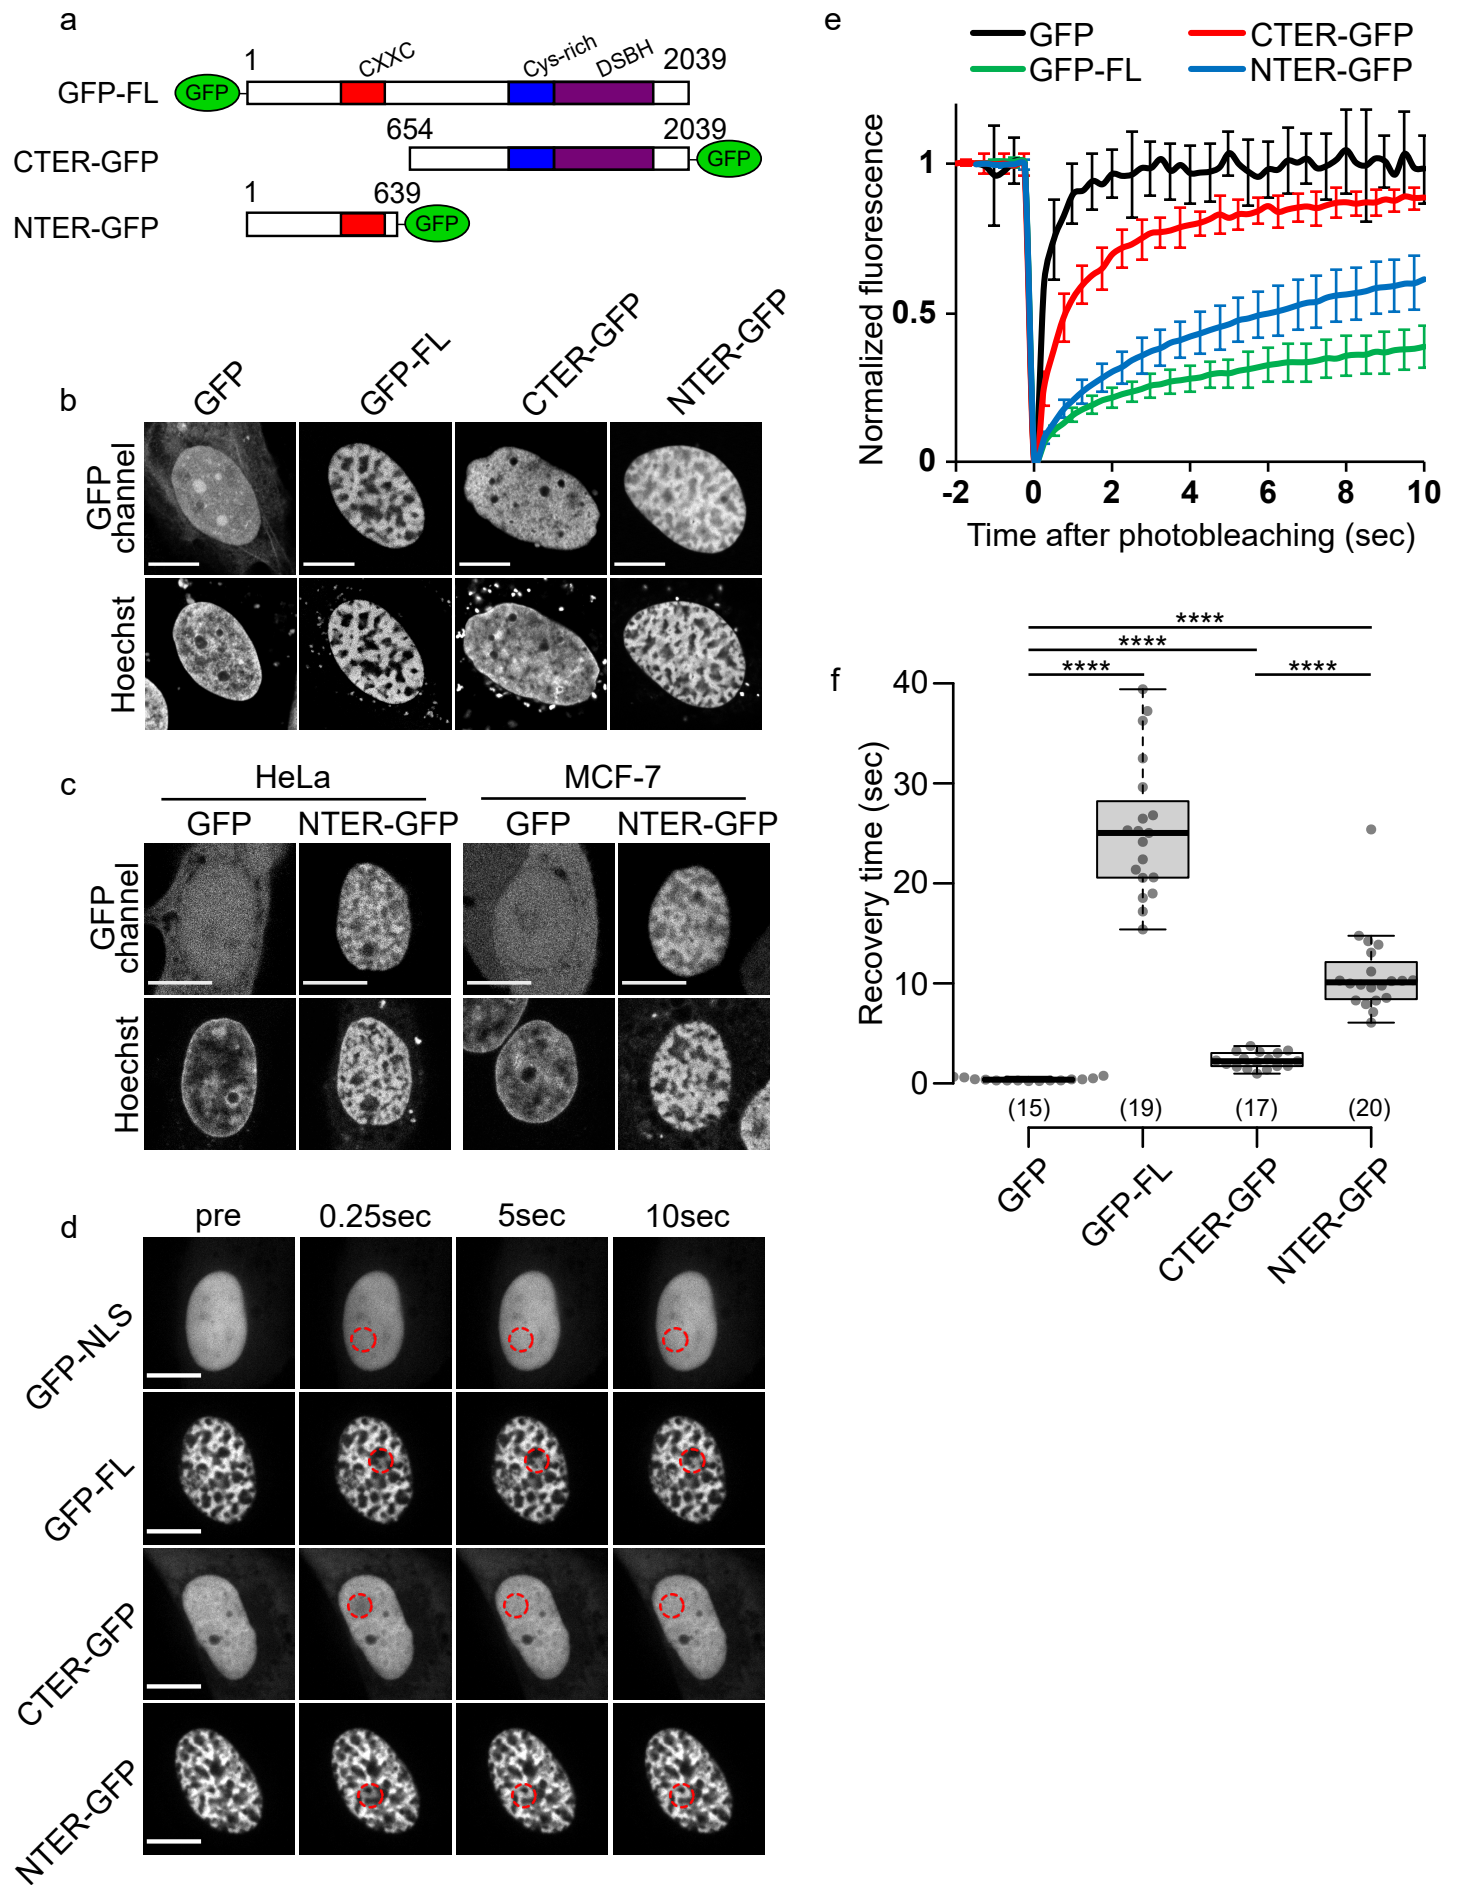 a
1
CXXC
Cys-rich
DSBH
2039
GFP-FL
GFP
654
2039
CTER-GFP
GFP
1
639
NTER-GFP
GFP
b
GFP
GFP-FL
CTER-GFP
NTER-GFP
GFP
channel
Hoechst
c
HeLa
MCF-7
GFP
NTER-GFP
GFP
NTER-GFP
GFP
channel
Hoechst
d
pre
0.25sec
5sec
10sec
GFP-NLS
GFP-FL
CTER-GFP
NTER-GFP
e
GFP
CTER-GFP
GFP-FL
NTER-GFP
Normalized fluorescence
1
0.5
0
-2
0
2
4
6
8
10
Time after photobleaching (sec)
f
****
****
****
****
Recovery time (sec)
40
30
20
10
0
(15)
(19)
(17)
(20)
GFP
GFP-FL
CTER-GFP
NTER-GFP